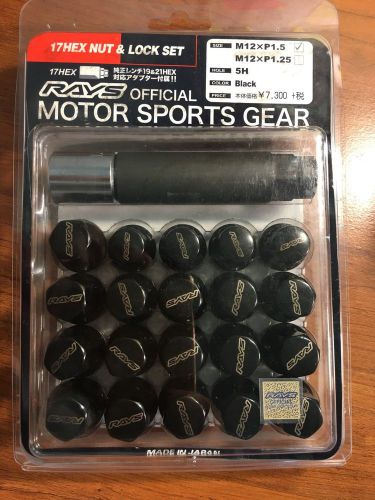 17HEX NUT & LOCK SET
17HEX 純正レンチ19&21HEX
対応アダプター付属!!
RAYS OFFICIAL
MOTOR SPORTS GEAR
SIZE M12×P1.5 ✓
M12×P1.25
HOLE 5H
COLOR Black
PRICE 本体価格 ¥7,300 +税
RAYS RAYS RAYS RAYS RAYS
RAYS RAYS RAYS RAYS RAYS
RAYS RAYS RAYS RAYS RAYS
RAYS RAYS RAYS RAYS
RAYS
MADE IN JAPAN